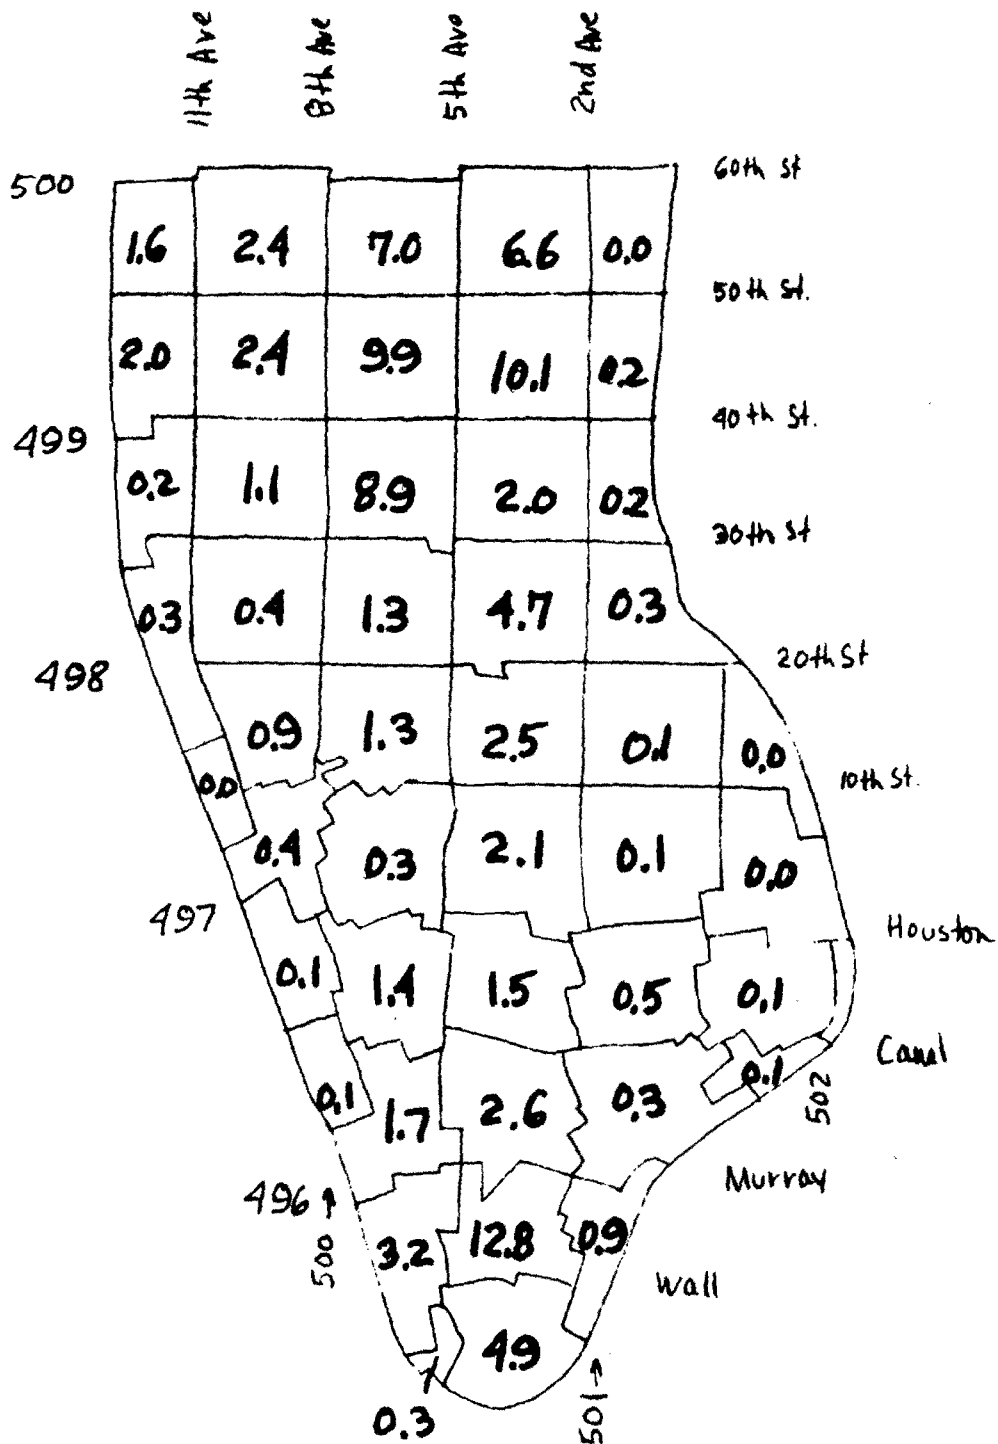 11th Ave 8th Ave 5th Ave 2nd Ave
60th St
500
1.6 2.4 7.0 6.6 0.0
50th St.
2.0 2.4 9.9 10.1 0.2
40th St.
499
0.2 1.1 8.9 2.0 0.2
30th St
0.3 0.4 1.3 4.7 0.3
20th St
498
0.9 1.3 2.5 0.1 0.0
0.0
10th St.
0.4 0.3 2.1 0.1 0.0
497
Houston
0.1 1.4 1.5 0.5 0.1
Canal
0.1 1.7 2.6 0.3 0.1
502
Murray
496
500 →
3.2 12.8 0.9
Wall
4.9
501 →
0.3